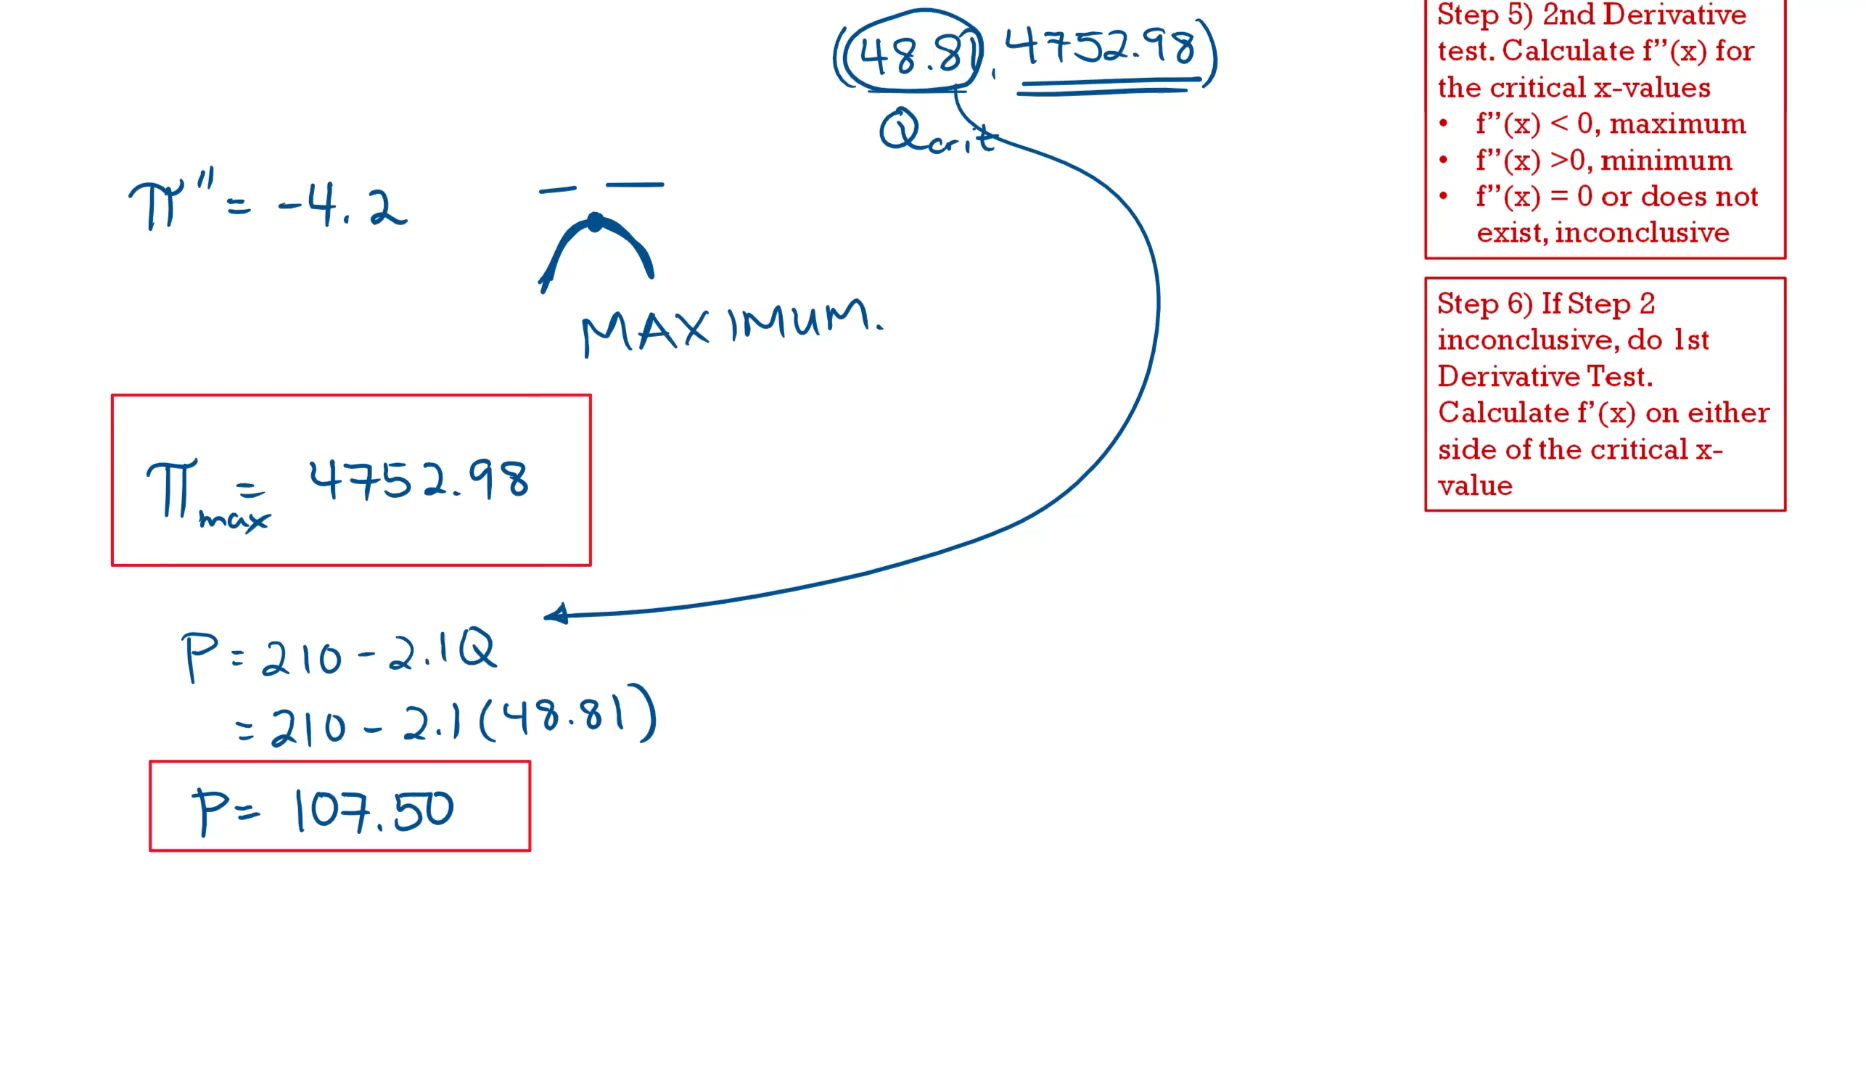 (48.81, 4752.98)
Qcrit
π" = -4.2
MAXIMUM.
πmax = 4752.98
P = 210 - 2.1Q
= 210 - 2.1(48.81)
P = 107.50
Step 5) 2nd Derivative
test. Calculate f”(x) for
the critical x-values
• f”(x) < 0, maximum
• f”(x) >0, minimum
• f”(x) = 0 or does not
exist, inconclusive
Step 6) If Step 2
inconclusive, do 1st
Derivative Test.
Calculate f’(x) on either
side of the critical x-
value